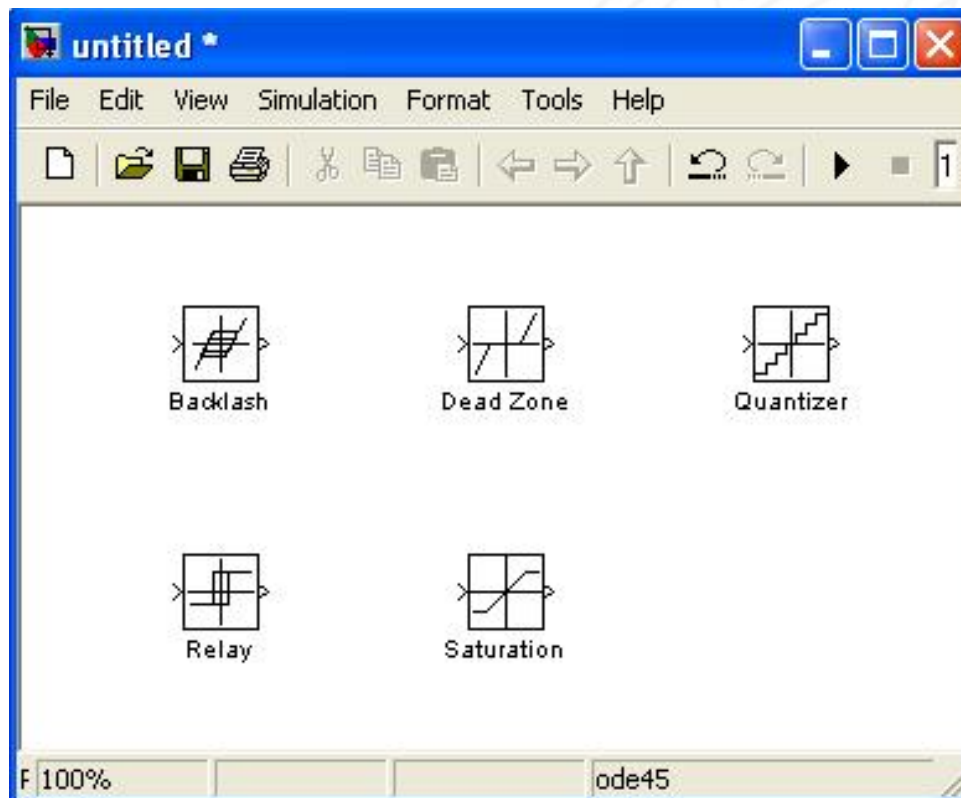 untitled *
File Edit View Simulation Format Tools Help
1
Backlash Dead Zone Quantizer
Relay Saturation
F 100% ode45